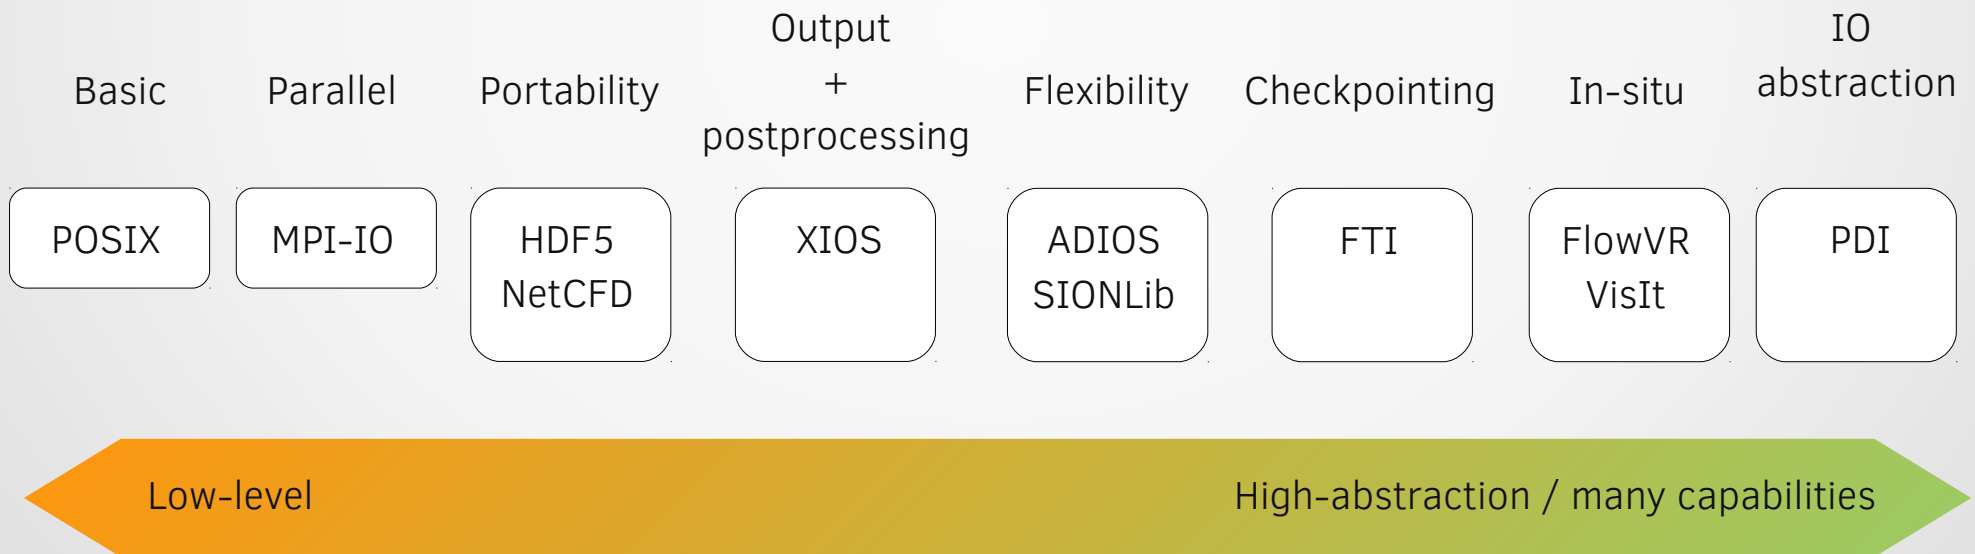 Basic
Parallel
Portability
Output
+
postprocessing
Flexibility
Checkpointing
In-situ
IO
abstraction
POSIX
MPI-IO
HDF5
NetCFD
XIOS
ADIOS
SIONLib
FTI
FlowVR
VisIt
PDI
Low-level
High-abstraction / many capabilities